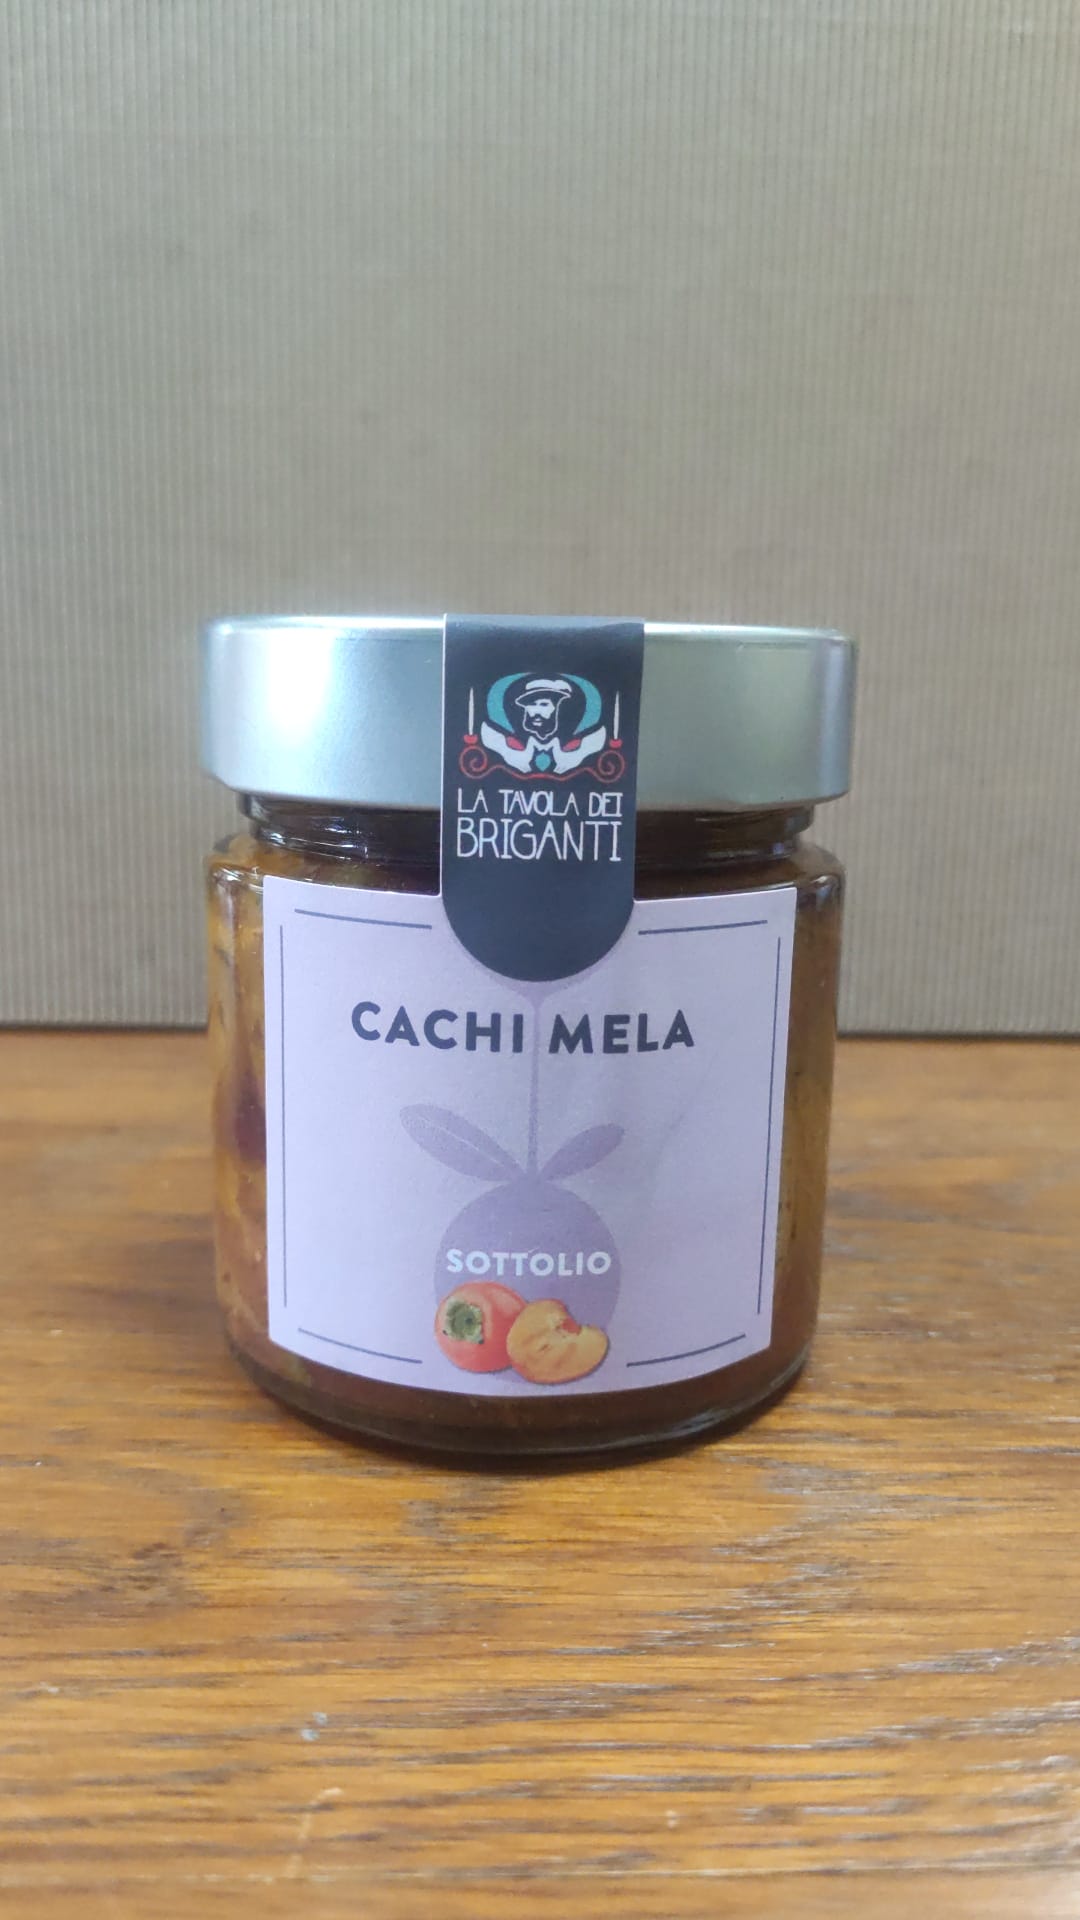 LA TAVOLA DEI
BRIGANTI
CACHI MELA
SOTTOLIO